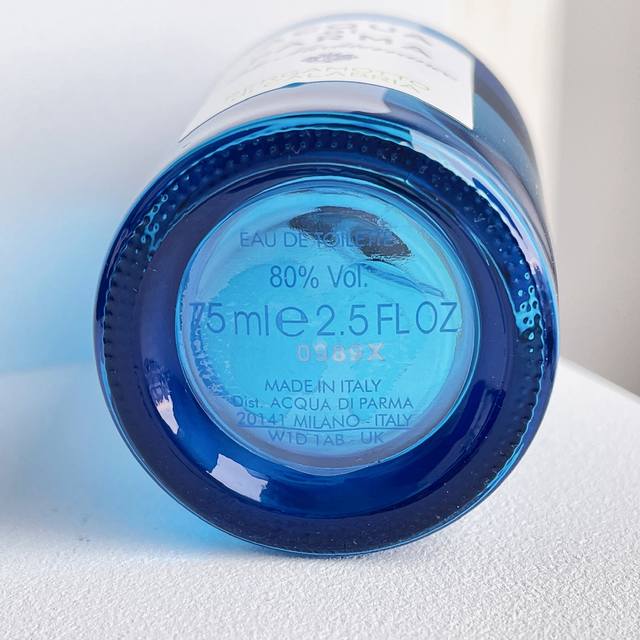 EAU DE TOILETTE
80% Vol.
75 ml e 2.5 FL OZ
0989X
MADE IN ITALY
Dist. ACQUA DI PARMA
20141 MILANO - ITALY
W1D 1AB - UK